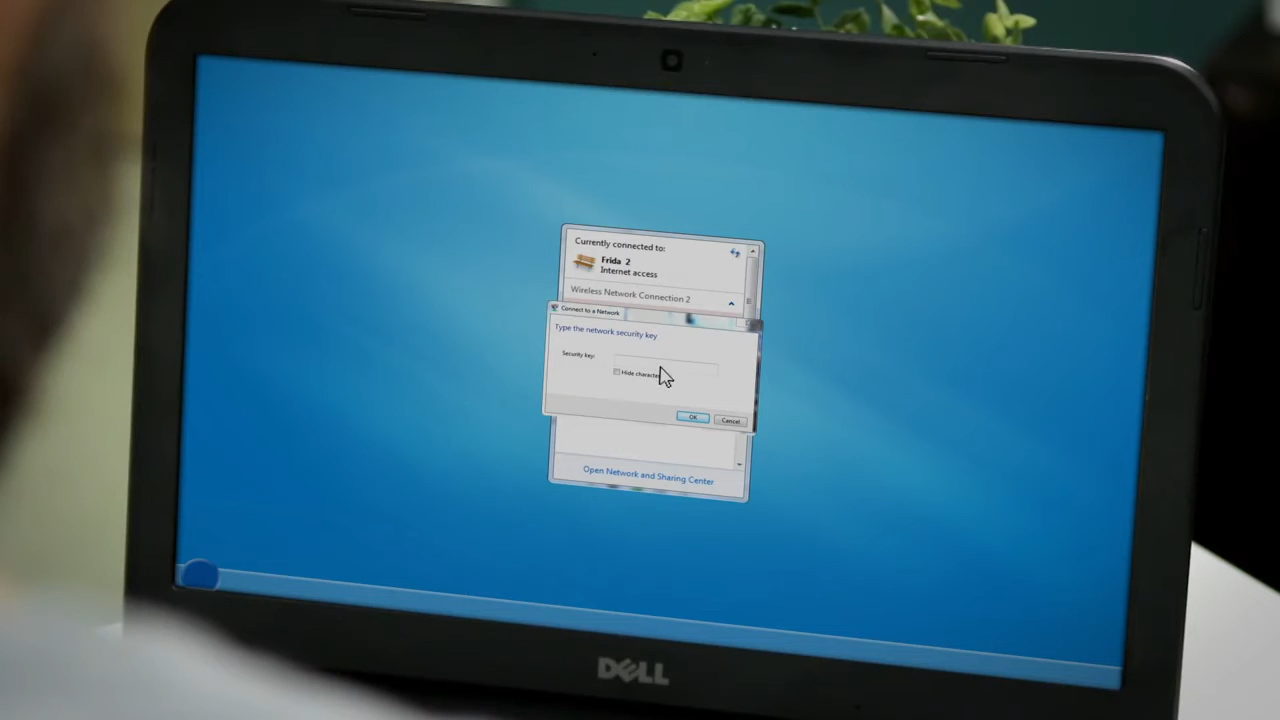 Currently connected to:
Frida 2
Internet access
Wireless Network Connection 2
Connect to a Network
Type the network security key
Security key:
Hide
OK
Cancel
Open Network and Sharing Center
DELL